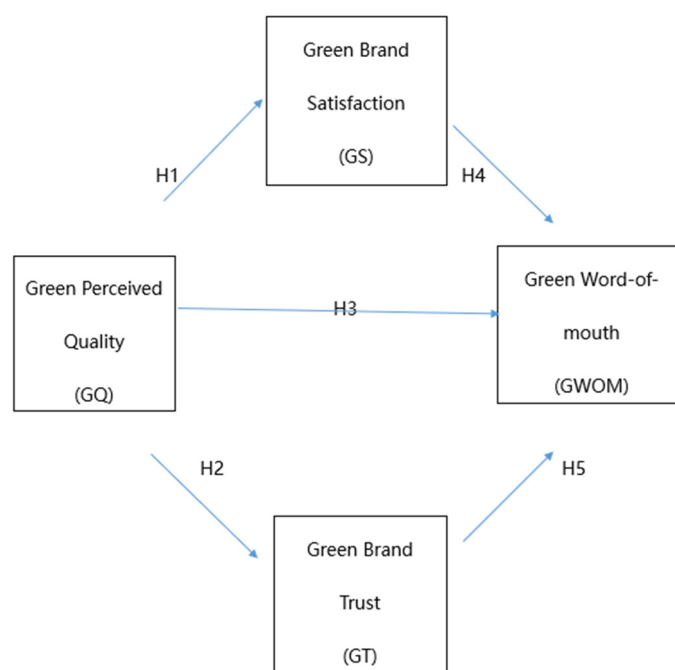 Green Brand
Satisfaction
(GS)
H1
H4
Green Perceived
Quality
(GQ)
H3
Green Word-of-
mouth
(GWOM)
H2
H5
Green Brand
Trust
(GT)